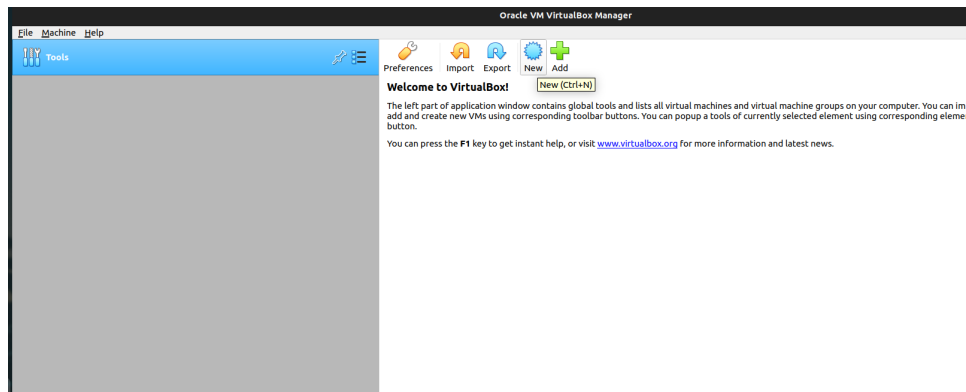 Oracle VM VirtualBox Manager
File Machine Help
Tools
Preferences Import Export New Add
New (Ctrl+N)
Welcome to VirtualBox!
The left part of application window contains global tools and lists all virtual machines and virtual machine groups on your computer. You can im
add and create new VMs using corresponding toolbar buttons. You can popup a tools of currently selected element using corresponding eleme
button.
You can press the F1 key to get instant help, or visit www.virtualbox.org for more information and latest news.